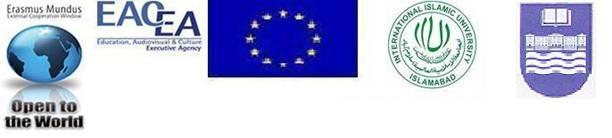 Erasmus Mundus
External Cooperation Window
Open to
the World
EACEA
Education, Audiovisual & Culture
Executive Agency
INTERNATIONAL ISLAMIC UNIVERSITY
ISLAMABAD